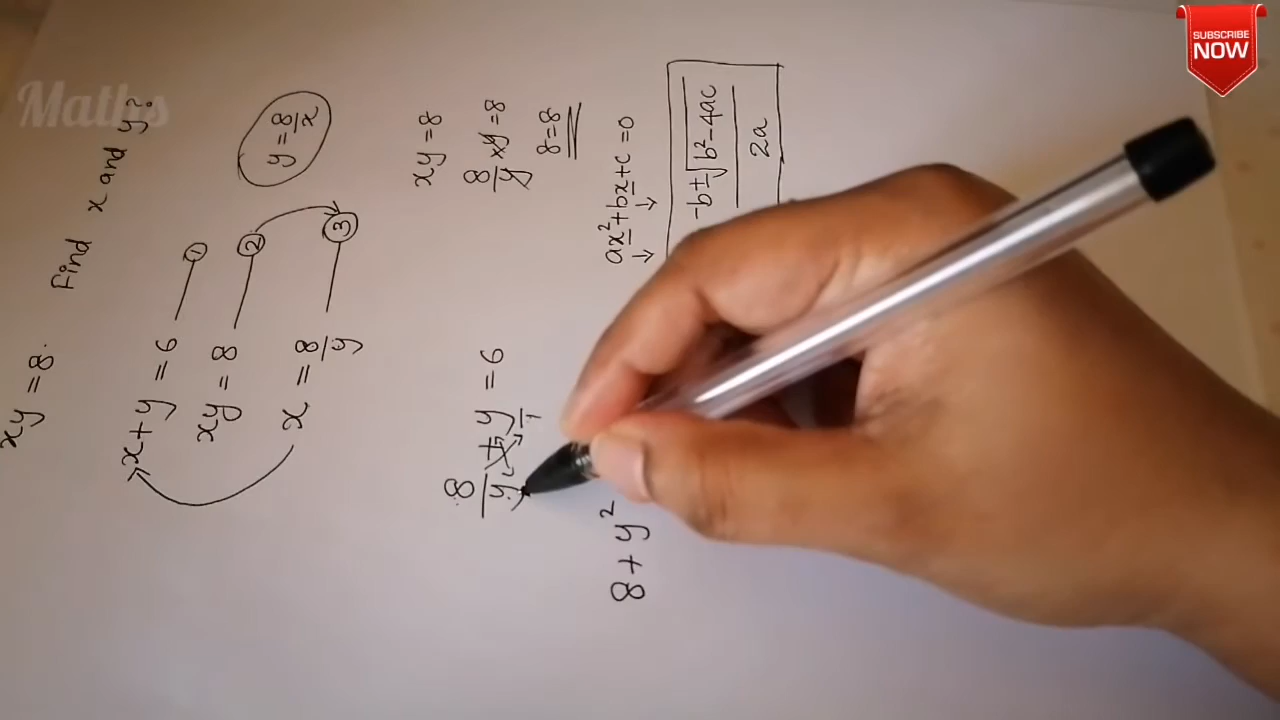 Maths
SUBSCRIBE
NOW
xy = 8. Find x and y?
x+y = 6 — ①
xy = 8 — ②
x = 8/y — ③
y = 8/x
xy = 8
8/y × y = 8
8 = 8
8/y + y/1 = 6
8 + y²
ax² + bx + c = 0
-b ± √b² - 4ac
2a